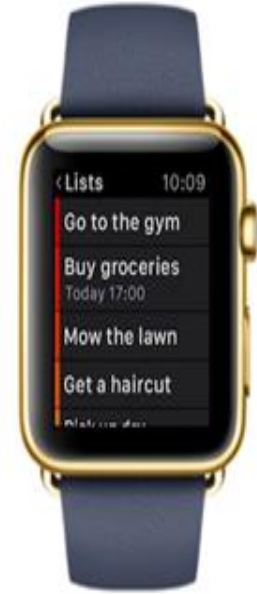 <Lists 10:09
Go to the gym
Buy groceries
Today 17:00
Mow the lawn
Get a haircut